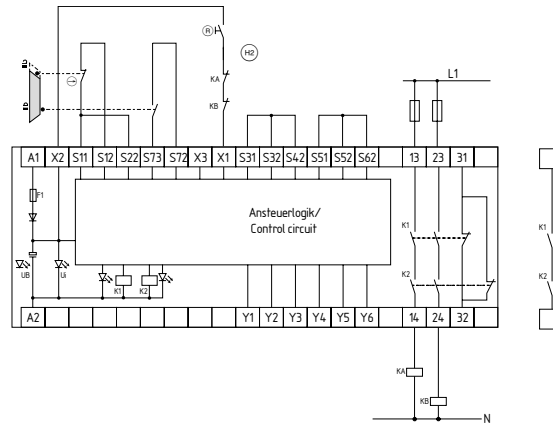 R
H2
KA
KB
L1
A1 X2 S11 S12 S22 S73 S72 X3 X1 S31 S32 S42 S51 S52 S62 13 23 31
F1
Ansteuerlogik/
Control circuit
K1
K1
UB
Ui
K1
K2
K2
K2
A2 Y1 Y2 Y3 Y4 Y5 Y6 14 24 32
KA
KB
N